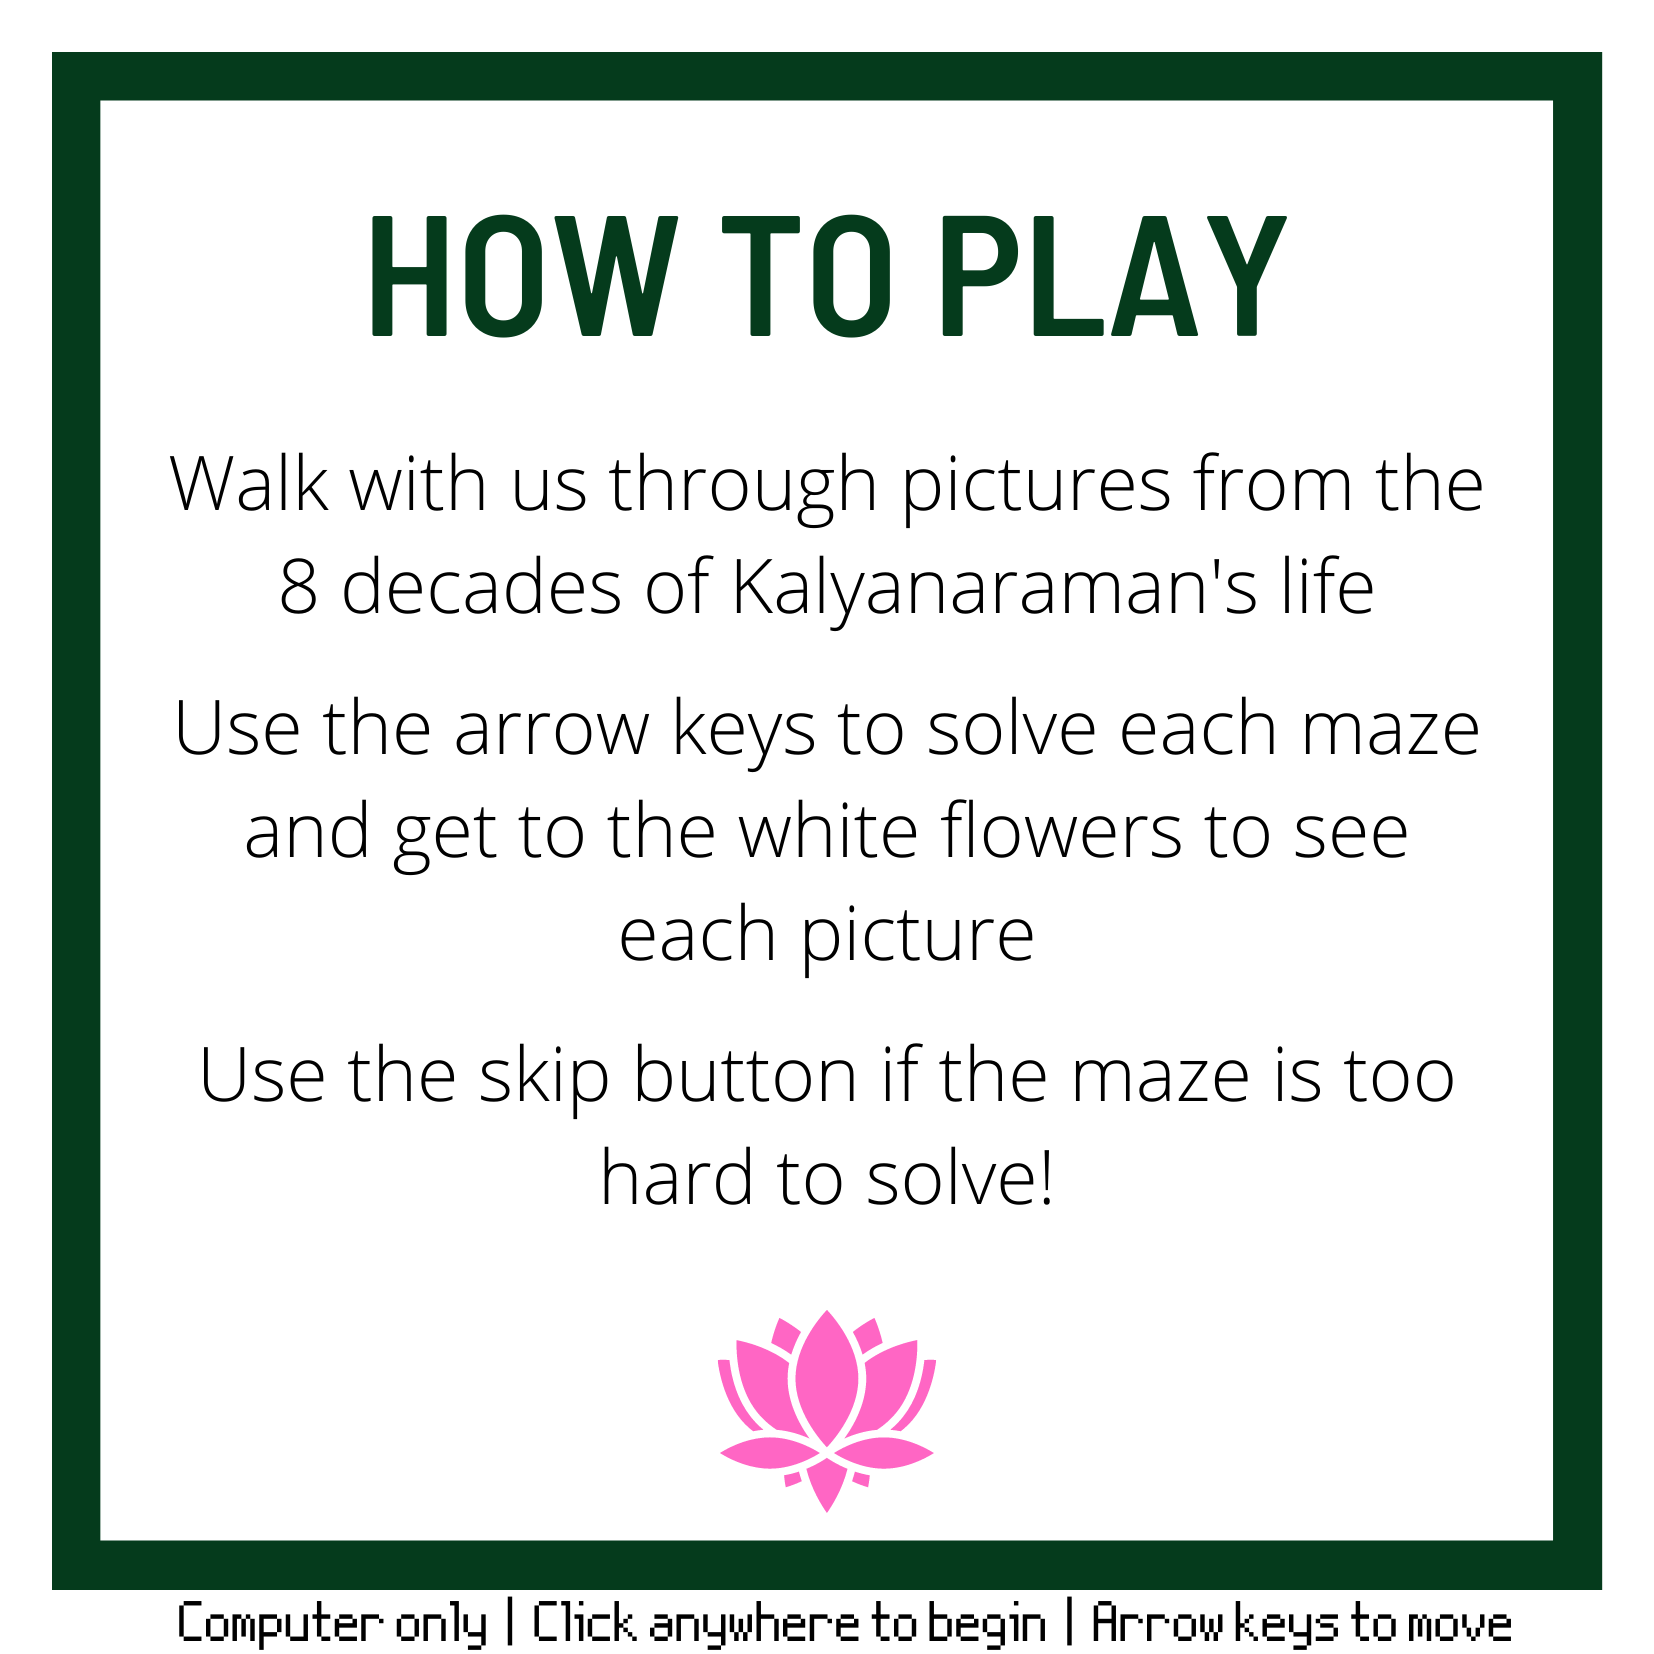 HOW TO PLAY
Walk with us through pictures from the
8 decades of Kalyanaraman's life
Use the arrow keys to solve each maze
and get to the white flowers to see
each picture
Use the skip button if the maze is too
hard to solve!
Computer only | Click anywhere to begin | Arrow keys to move